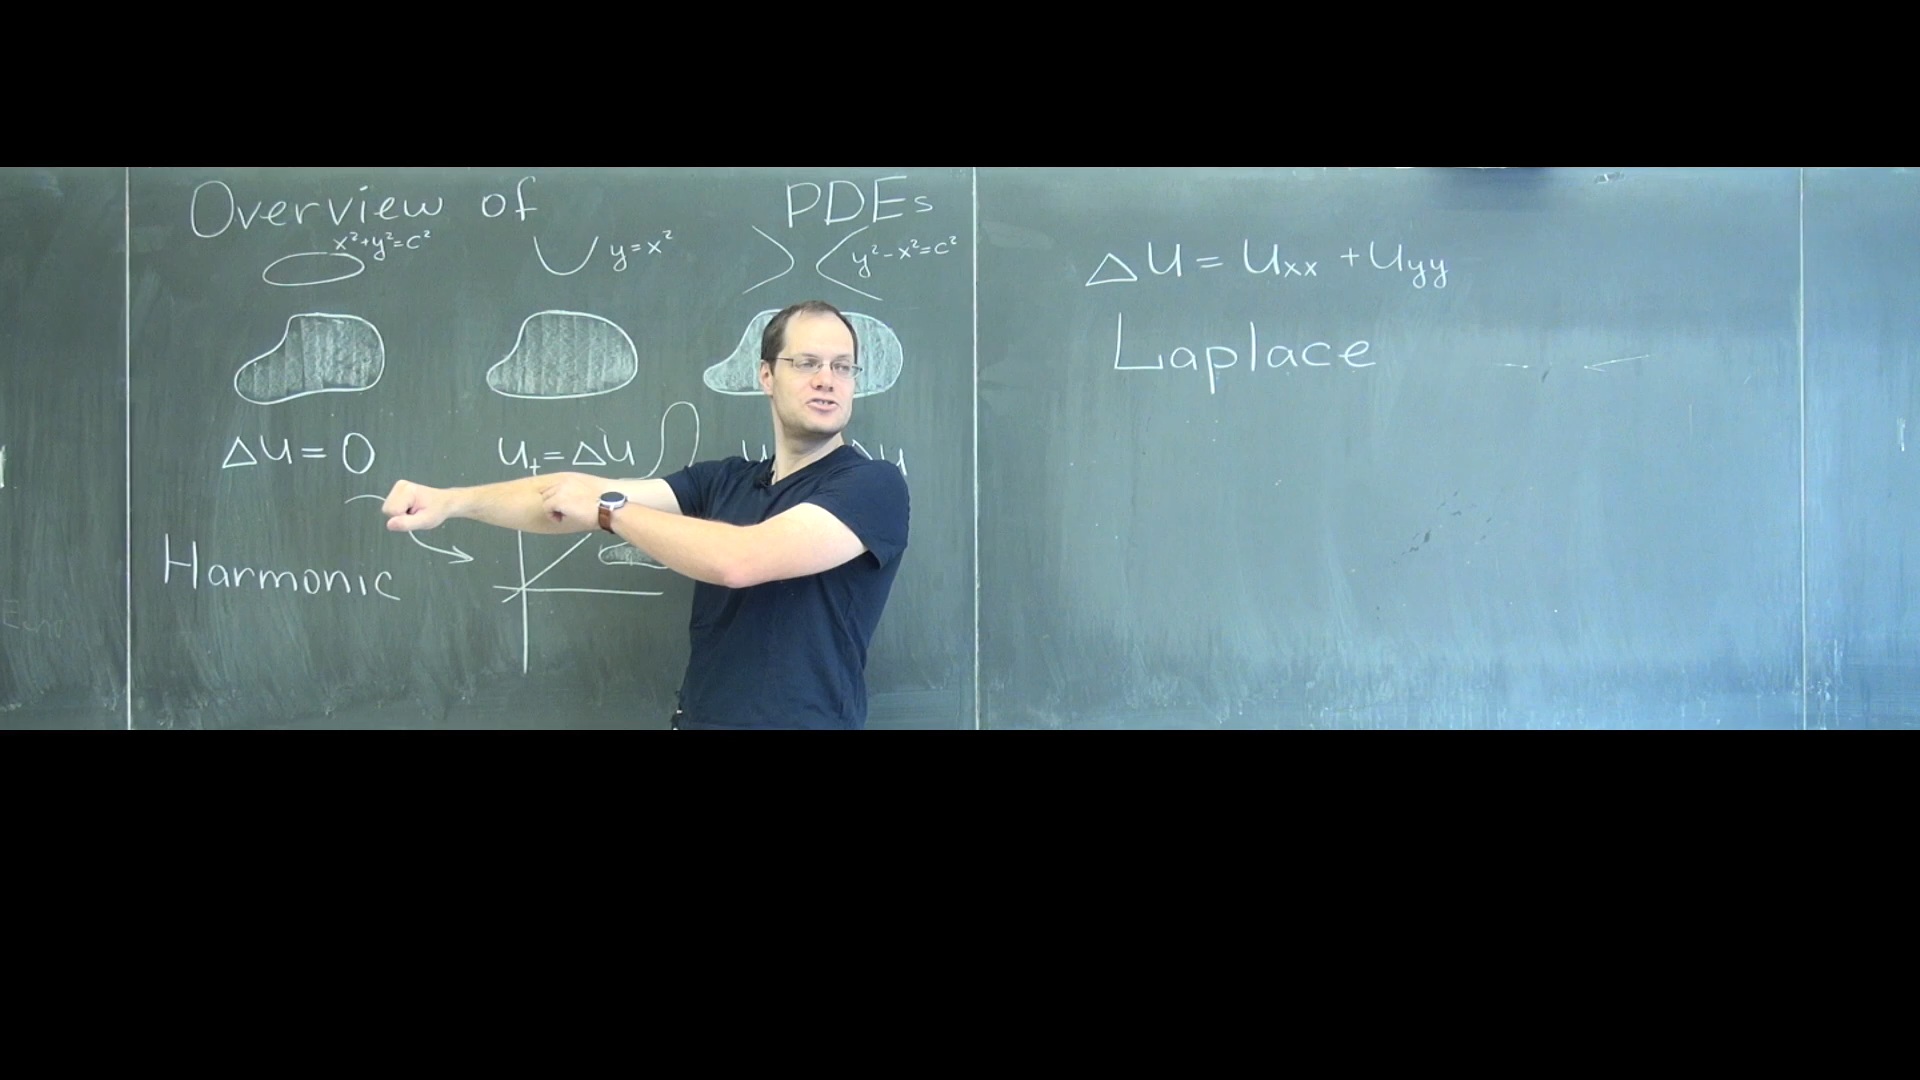 Overview of PDEs
x²+y²=c²
y=x²
y²-x²=c²
ΔU=0
Uₜ=ΔU
U ΔU
Harmonic
ΔU=Uxx+Uyy
Laplace